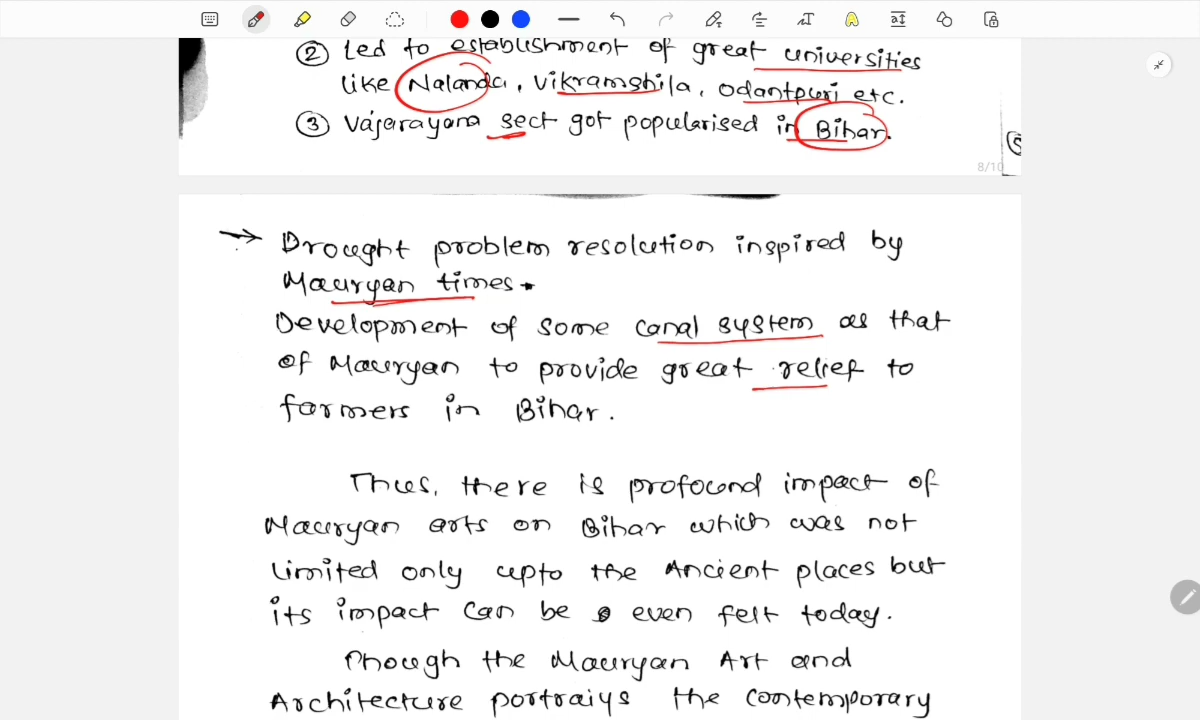 ② Led to establishment of great universities
like Nalanda, Vikramshila, Odantpuri etc.
③ Vajarayana sect got popularised in Bihar.
8/10
→ Drought problem resolution inspired by
Mauryan times.
Development of some canal system as that
of Mauryan to provide great relief to
farmers in Bihar.
Thus, there is profound impact of
Mauryan arts on Bihar which was not
limited only upto the Ancient places but
its impact can be even felt today.
Though the Mauryan Art and
Architecture portraiys the contemporary